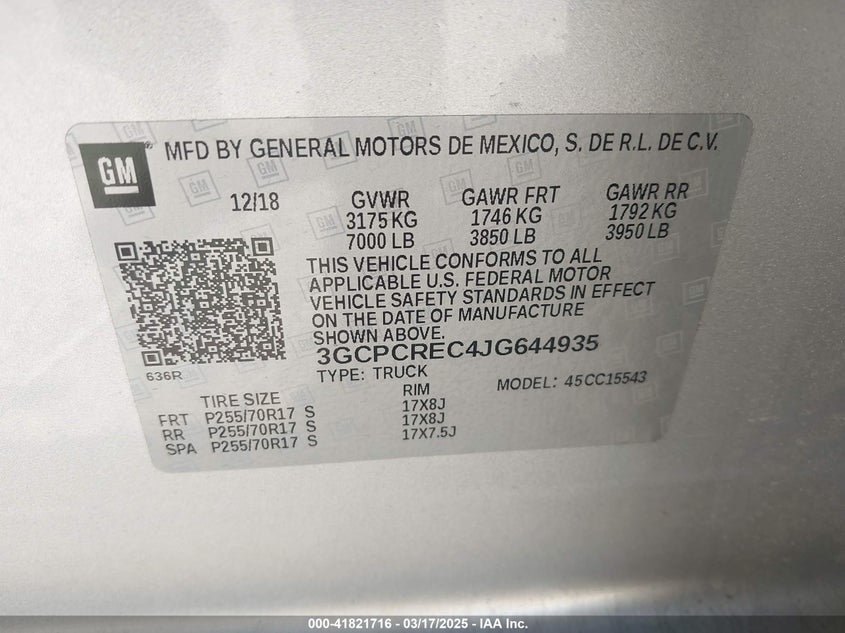 GM
MFD BY GENERAL MOTORS DE MEXICO, S. DE R.L. DE C.V.
12/18 GVWR GAWR FRT GAWR RR
3175 KG 1746 KG 1792 KG
7000 LB 3850 LB 3950 LB
THIS VEHICLE CONFORMS TO ALL
APPLICABLE U.S. FEDERAL MOTOR
VEHICLE SAFETY STANDARDS IN EFFECT
ON THE DATE OF MANUFACTURE
SHOWN ABOVE.
3GCPCREC4JG644935
636R
TYPE: TRUCK MODEL: 45CC15543
TIRE SIZE RIM
FRT P255/70R17 S 17X8J
RR P255/70R17 S 17X8J
SPA P255/70R17 S 17X7.5J
000-41821716 - 03/17/2025 - IAA Inc.